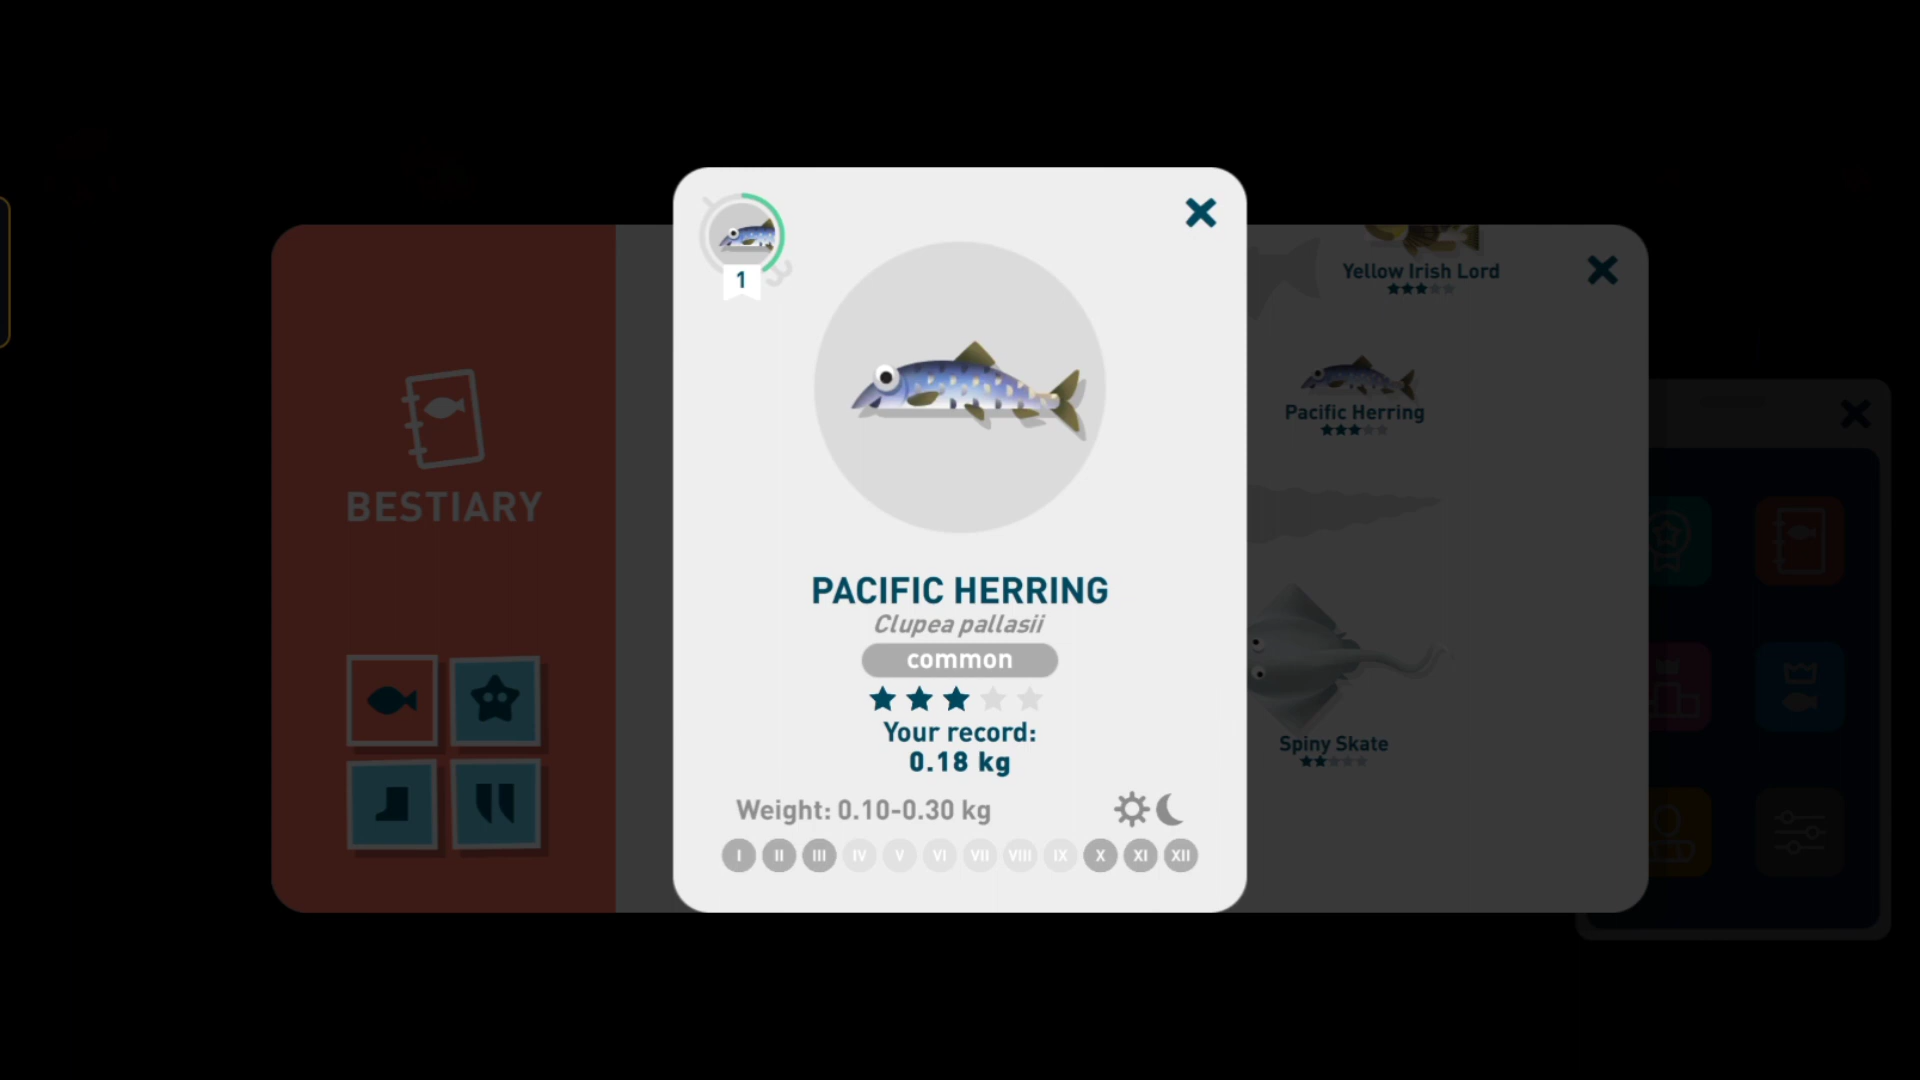 1
PACIFIC HERRING
Clupea pallasii
common
Your record:
0.18 kg
Weight: 0.10-0.30 kg
I II III IV V VI VII VIII IX X XI XII
BESTIARY
Yellow Irish Lord
Pacific Herring
Spiny Skate